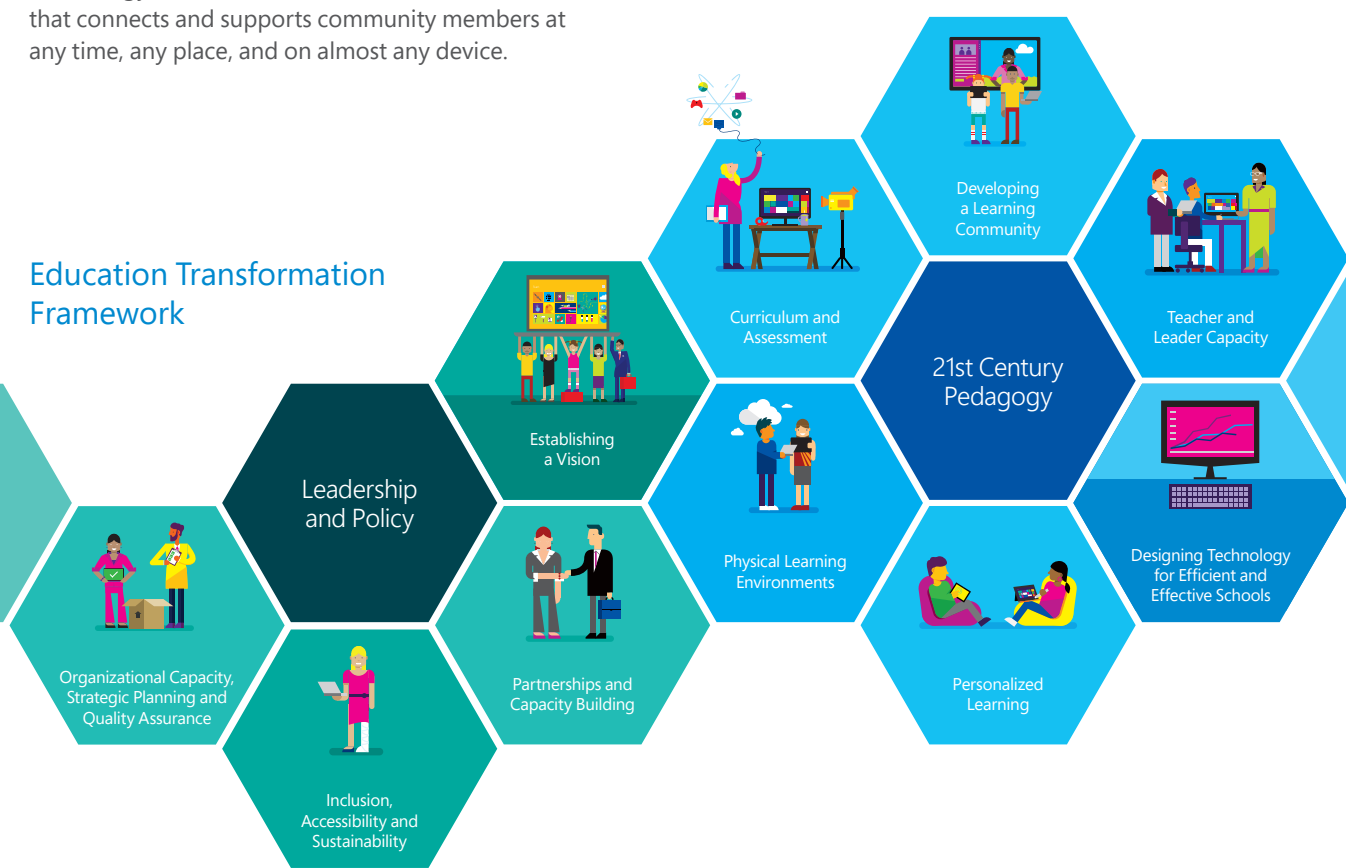 that connects and supports community members at
any time, any place, and on almost any device.
Education Transformation
Framework
Developing
a Learning
Community
Curriculum and
Assessment
Teacher and
Leader Capacity
21st Century
Pedagogy
Establishing
a Vision
Leadership
and Policy
Physical Learning
Environments
Designing Technology
for Efficient and
Effective Schools
Organizational Capacity,
Strategic Planning and
Quality Assurance
Partnerships and
Capacity Building
Personalized
Learning
Inclusion,
Accessibility and
Sustainability